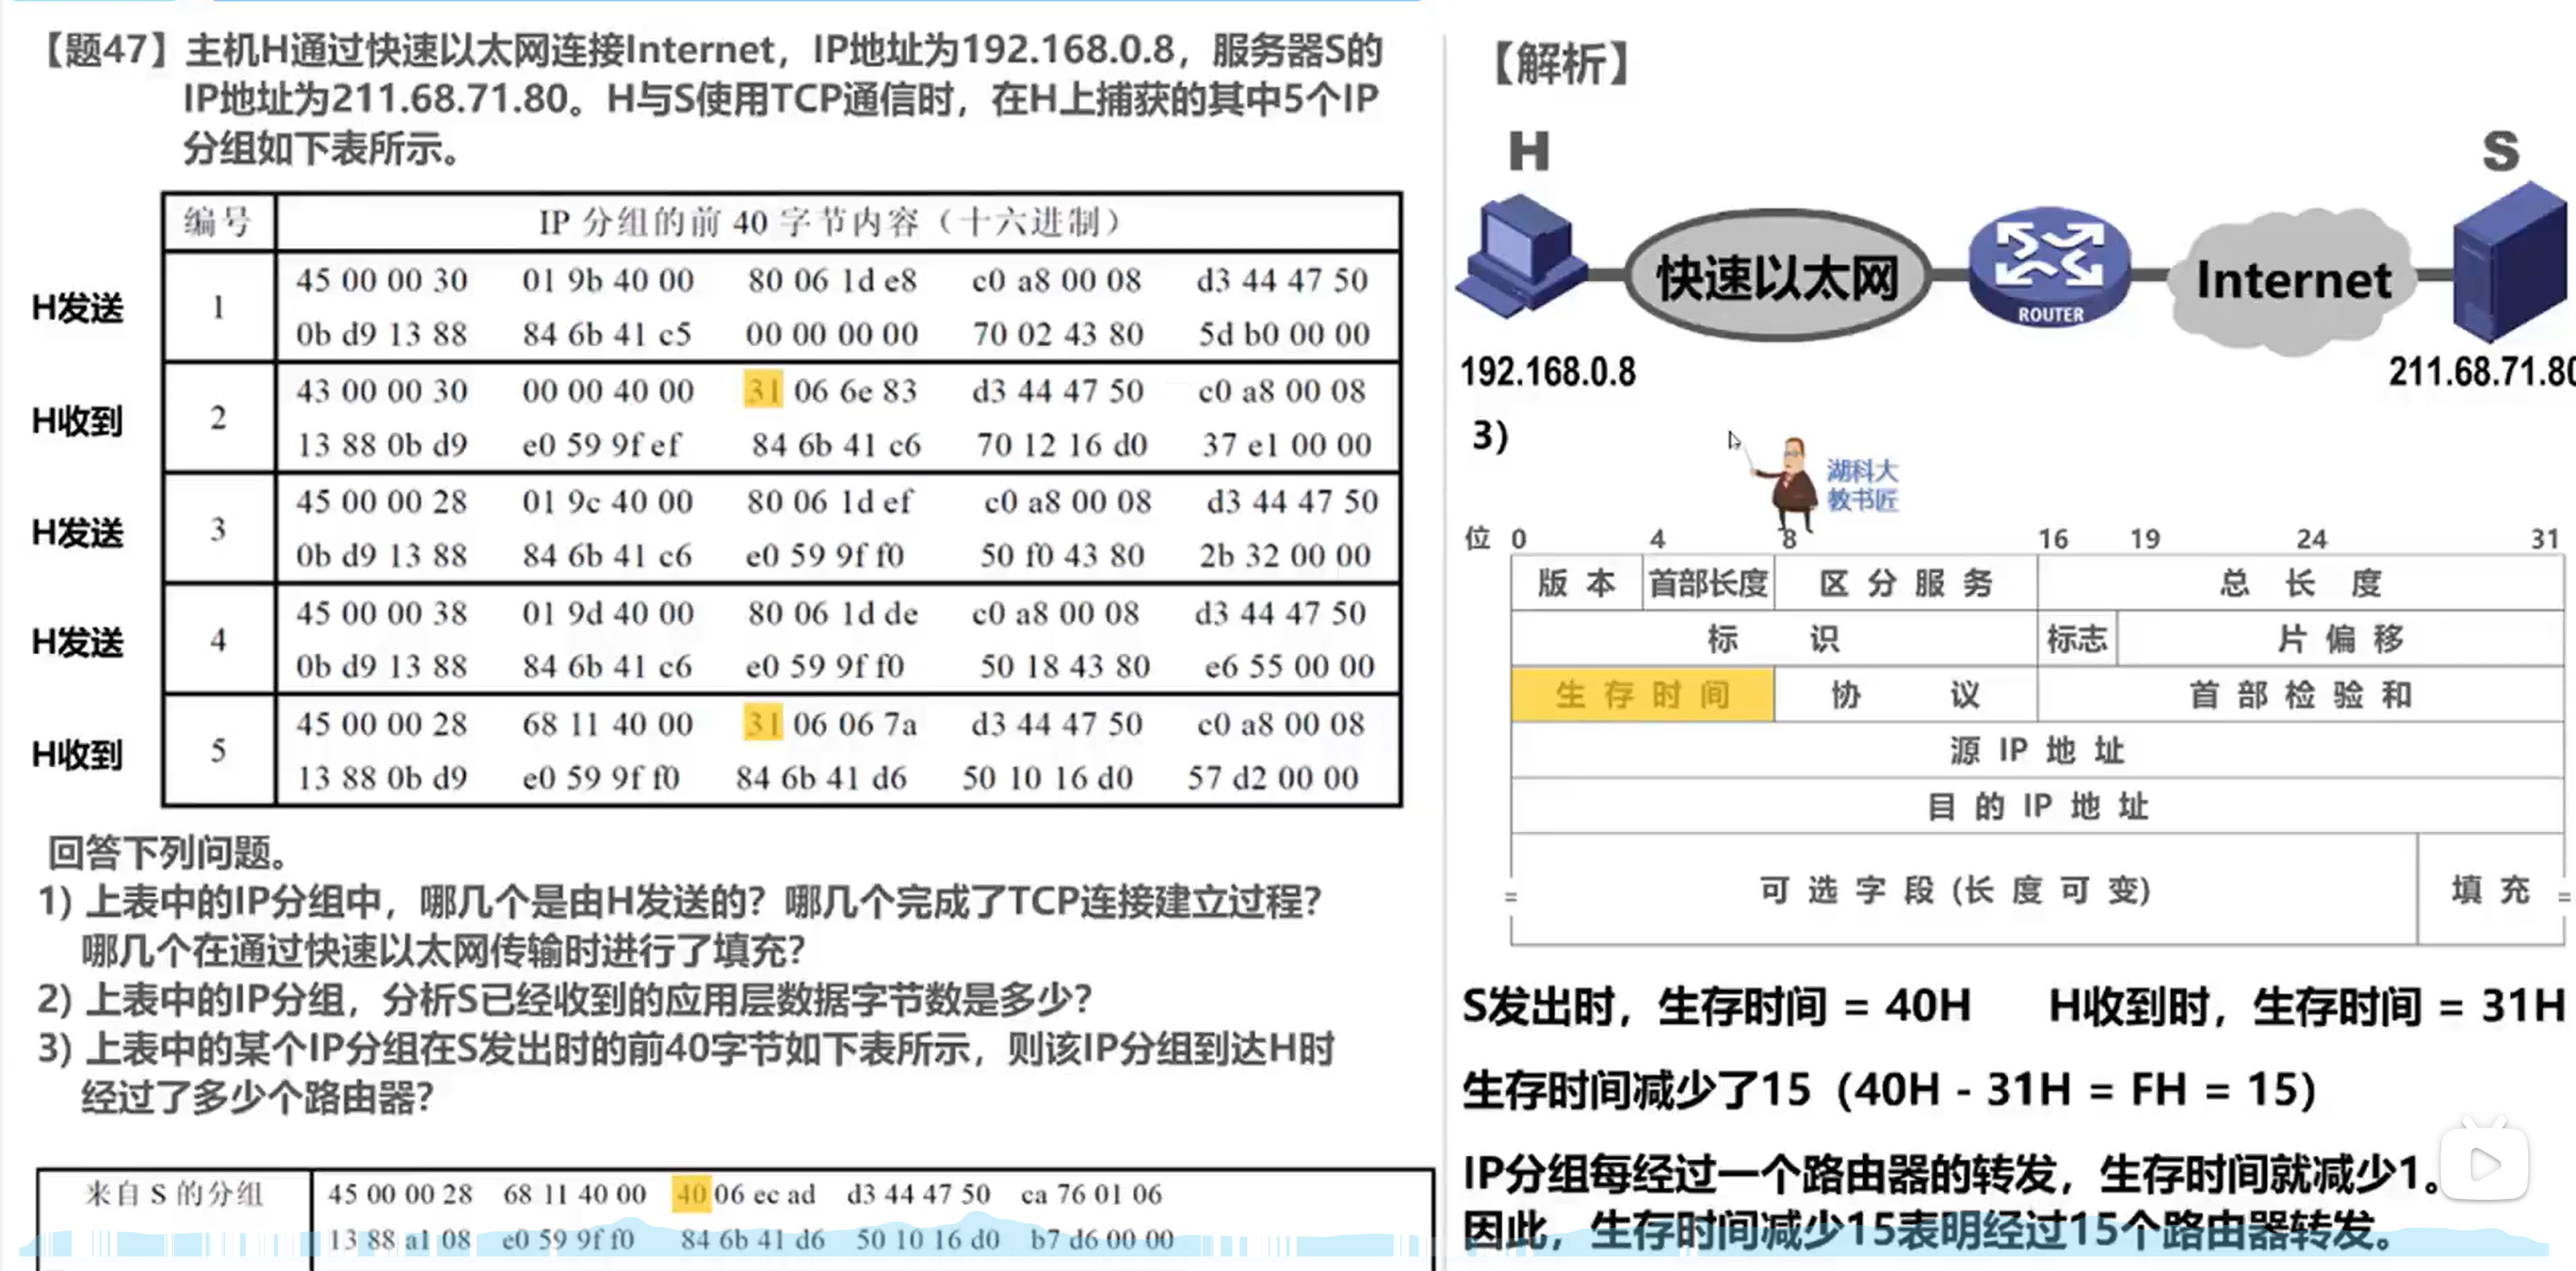 【题47】主机H通过快速以太网连接Internet，IP地址为192.168.0.8，服务器S的
IP地址为211.68.71.80。H与S使用TCP通信时，在H上捕获的其中5个IP
分组如下表所示。
编号 IP 分组的前 40 字节内容（十六进制）
H发送 1 45 00 00 30 01 9b 40 00 80 06 1d e8 c0 a8 00 08 d3 44 47 50
0b d9 13 88 84 6b 41 c5 00 00 00 00 70 02 43 80 5d b0 00 00
H收到 2 43 00 00 30 00 00 40 00 31 06 6e 83 d3 44 47 50 c0 a8 00 08
13 88 0b d9 e0 59 9f ef 84 6b 41 c6 70 12 16 d0 37 e1 00 00
H发送 3 45 00 00 28 01 9c 40 00 80 06 1d ef c0 a8 00 08 d3 44 47 50
0b d9 13 88 84 6b 41 c6 e0 59 9f f0 50 f0 43 80 2b 32 00 00
H发送 4 45 00 00 38 01 9d 40 00 80 06 1d de c0 a8 00 08 d3 44 47 50
0b d9 13 88 84 6b 41 c6 e0 59 9f f0 50 18 43 80 e6 55 00 00
H收到 5 45 00 00 28 68 11 40 00 31 06 06 7a d3 44 47 50 c0 a8 00 08
13 88 0b d9 e0 59 9f f0 84 6b 41 d6 50 10 16 d0 57 d2 00 00
回答下列问题。
1) 上表中的IP分组中，哪几个是由H发送的？哪几个完成了TCP连接建立过程？
哪几个在通过快速以太网传输时进行了填充？
2) 上表中的IP分组，分析S已经收到的应用层数据字节数是多少？
3) 上表中的某个IP分组在S发出时的前40字节如下表所示，则该IP分组到达H时
经过了多少个路由器？
来自 S 的分组 45 00 00 28 68 11 40 00 40 06 ec ad d3 44 47 50 ca 76 01 06
13 88 a1 08 e0 59 9f f0 84 6b 41 d6 50 10 16 d0 b7 d6 00 00
【解析】
H S
快速以太网 ROUTER Internet
192.168.0.8 211.68.71.80
3)
湖科大
教书匠
位 0 4 8 16 19 24 31
版 本 首部长度 区 分 服 务 总 长 度
标 识 标志 片 偏 移
生 存 时 间 协 议 首 部 检 验 和
源 IP 地 址
目 的 IP 地 址
可 选 字 段 (长 度 可 变) 填 充
S发出时，生存时间 = 40H H收到时，生存时间 = 31H
生存时间减少了15（40H - 31H = FH = 15）
IP分组每经过一个路由器的转发，生存时间就减少1。
因此，生存时间减少15表明经过15个路由器转发。